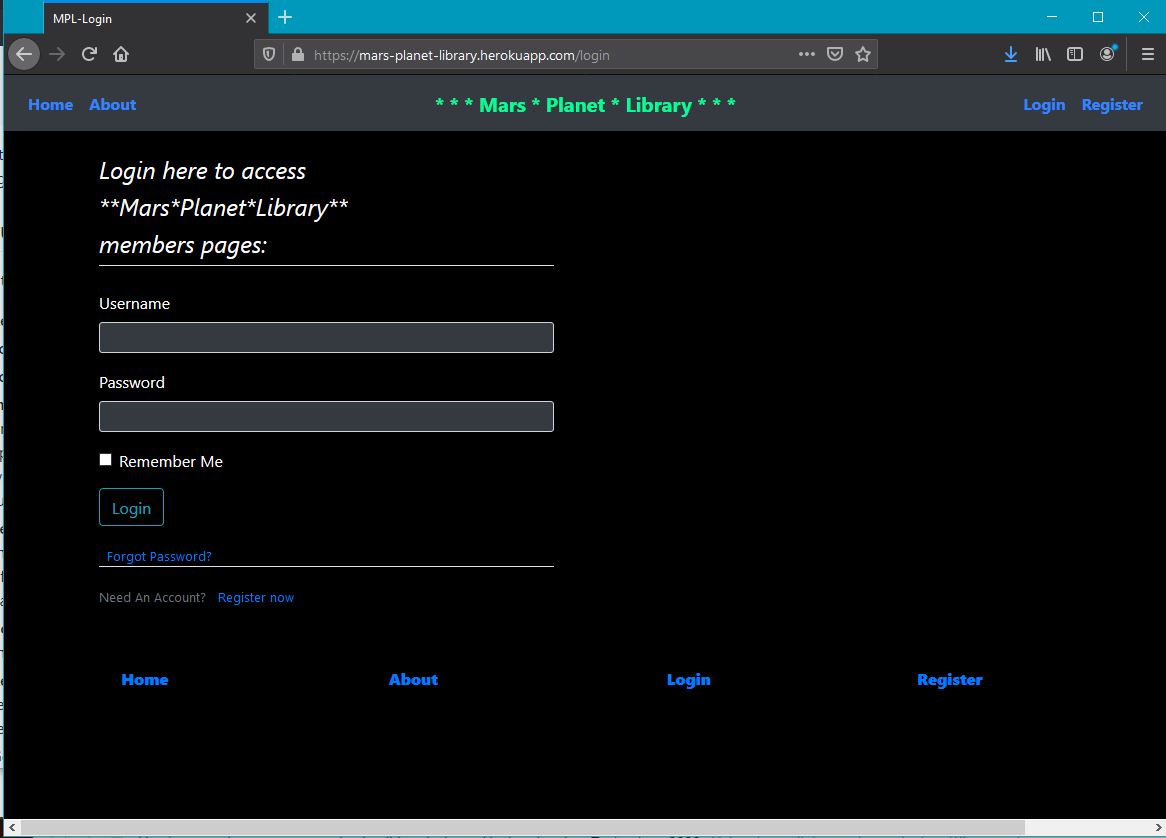 MPL-Login
https://mars-planet-library.herokuapp.com/login
Home About * * * Mars * Planet * Library * * * Login Register
Login here to access
**Mars*Planet*Library**
members pages:
Username
Password
Remember Me
Login
Forgot Password?
Need An Account? Register now
Home About Login Register